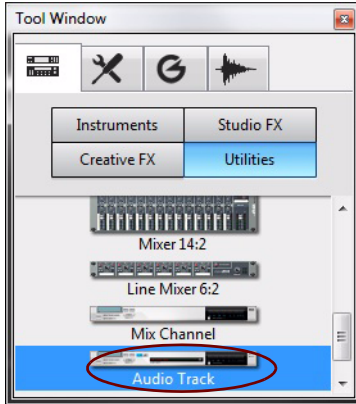 Tool Window
Instruments Studio FX
Creative FX Utilities
Mixer 14:2
Line Mixer 6:2
Mix Channel
Audio Track